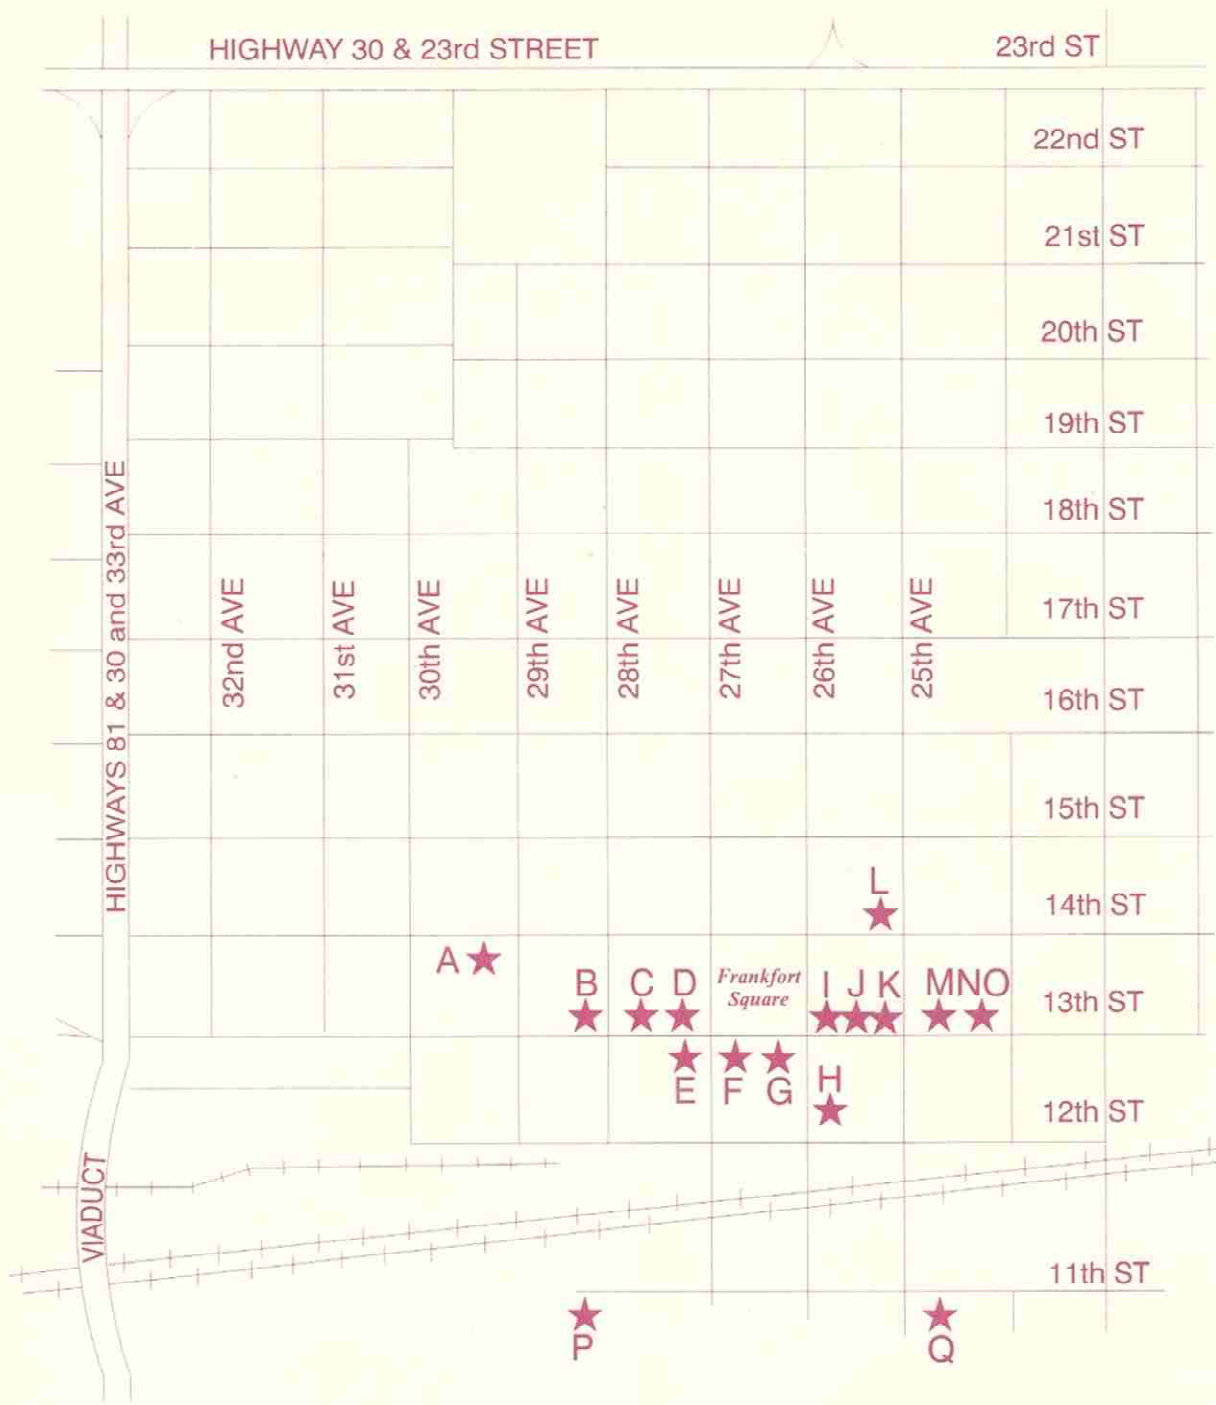 HIGHWAY 30 & 23rd STREET
23rd ST
22nd ST
21st ST
20th ST
19th ST
18th ST
17th ST
16th ST
15th ST
14th ST
13th ST
12th ST
11th ST
HIGHWAYS 81 & 30 and 33rd AVE
32nd AVE
31st AVE
30th AVE
29th AVE
28th AVE
27th AVE
26th AVE
25th AVE
L
A
B
C
D
Frankfort
Square
I
J
K
M
N
O
E
F
G
H
VIADUCT
P
Q